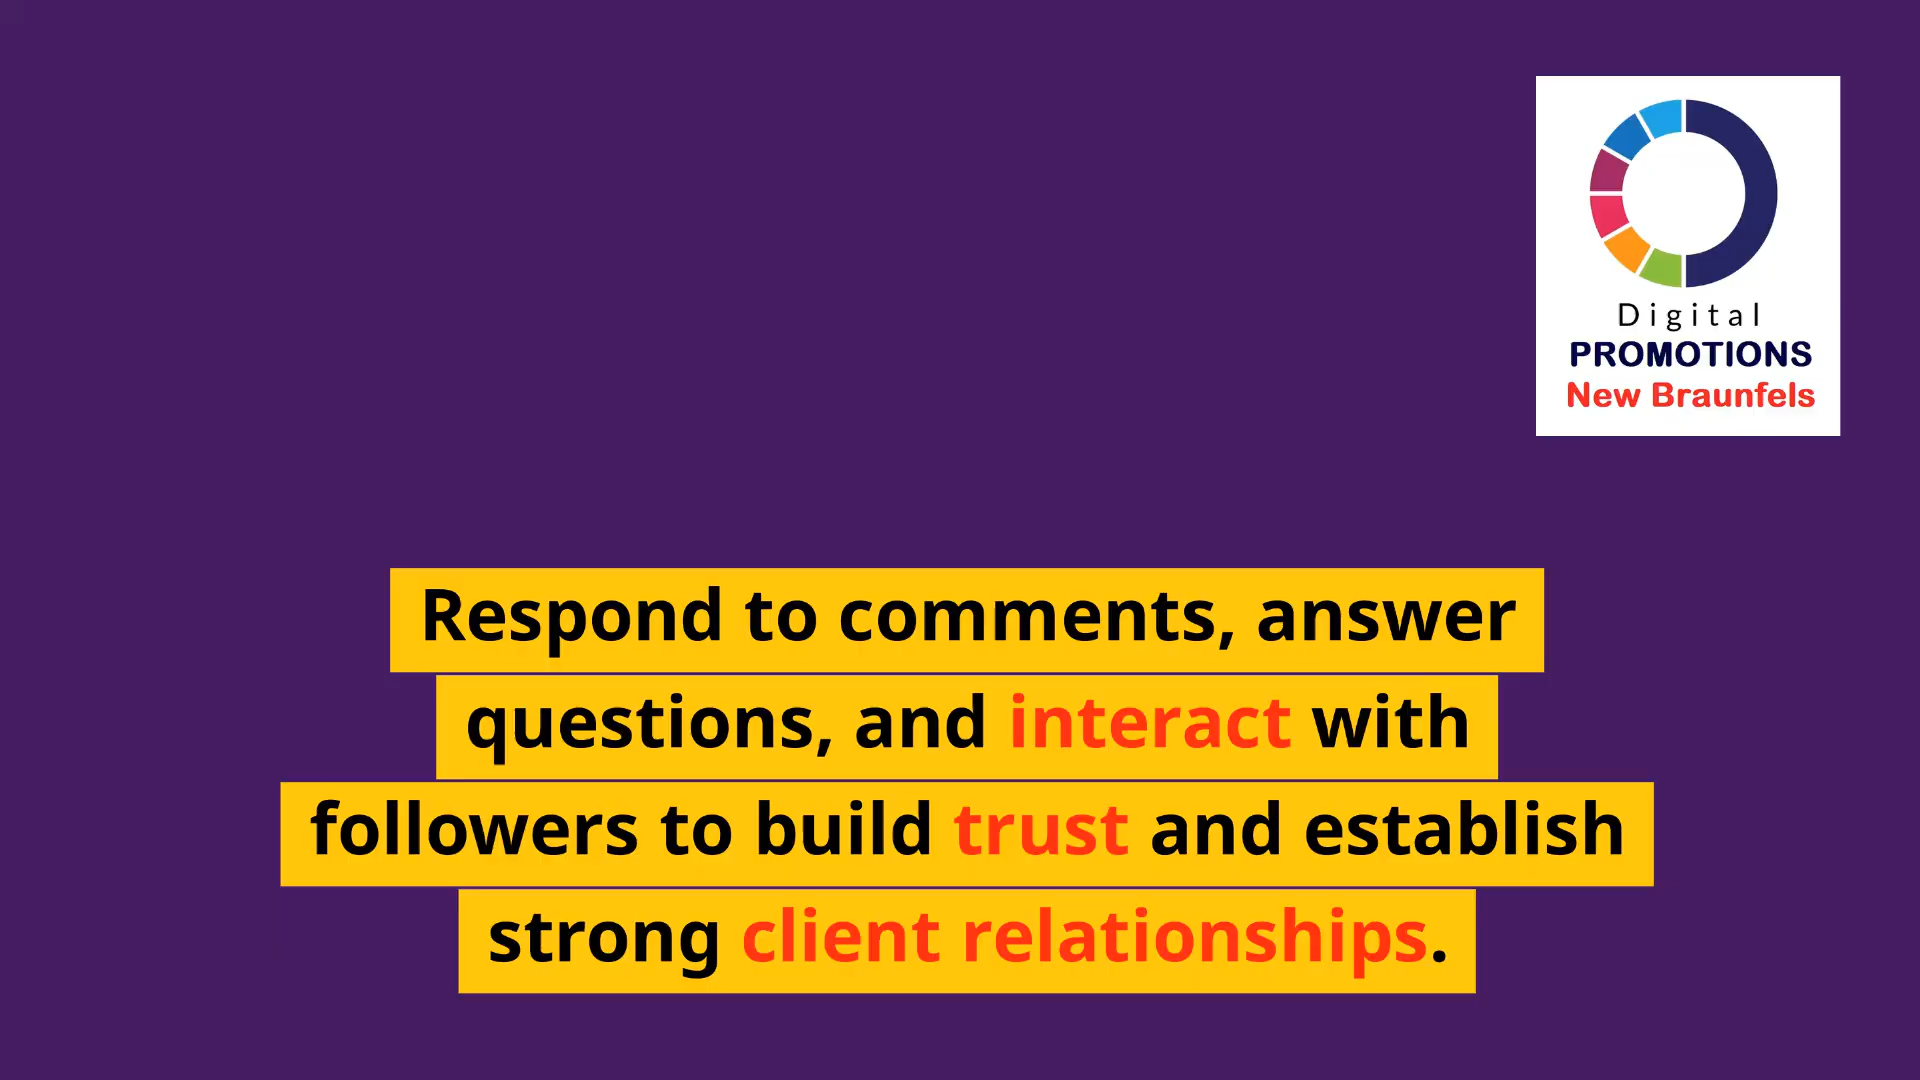 Digital
PROMOTIONS
New Braunfels
Respond to comments, answer
questions, and interact with
followers to build trust and establish
strong client relationships.